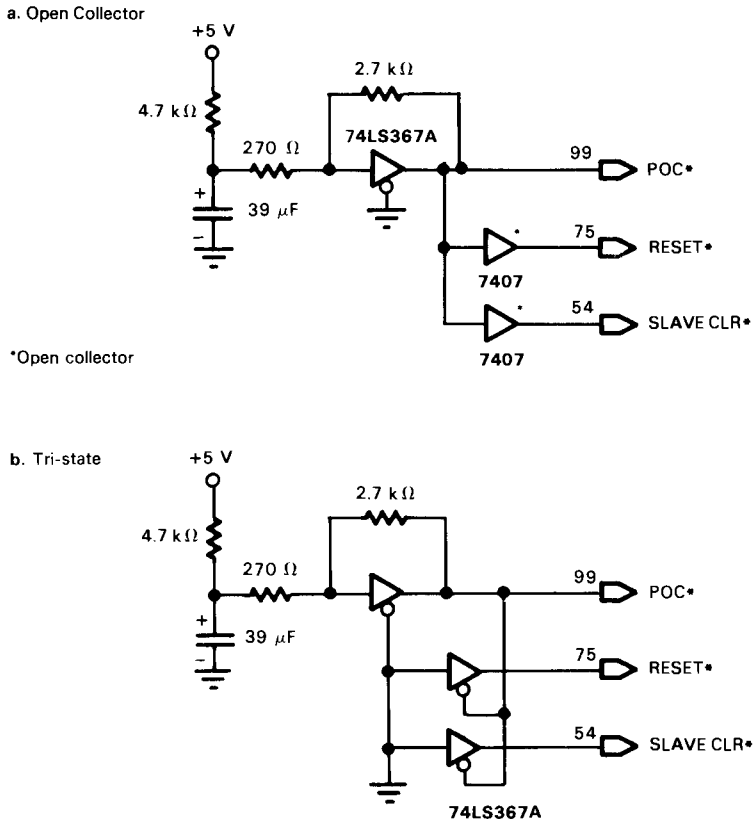 a. Open Collector
+5 V
2.7 kΩ
4.7 kΩ
74LS367A
270 Ω
99
POC*
+
39 μF
–
*
75
RESET*
7407
*
54
SLAVE CLR*
7407
*Open collector
b. Tri-state
+5 V
2.7 kΩ
4.7 kΩ
270 Ω
99
POC*
+
39 μF
–
75
RESET*
54
SLAVE CLR*
74LS367A